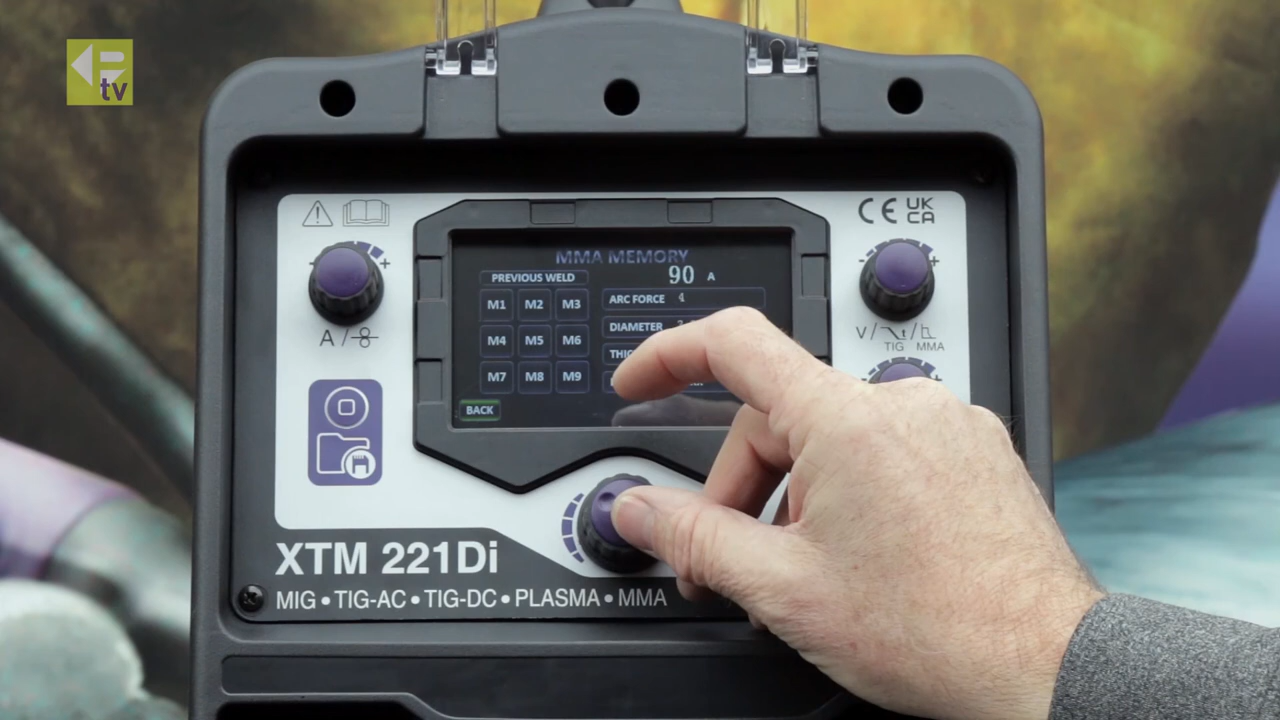 tv
CE UK CA
MMA MEMORY
PREVIOUS WELD
90 A
M1 M2 M3
ARC FORCE 4
M4 M5 M6
DIAMETER
M7 M8 M9
BACK
A /
- +
V / t /
TIG MMA
XTM 221Di
MIG • TIG-AC • TIG-DC • PLASMA • MMA